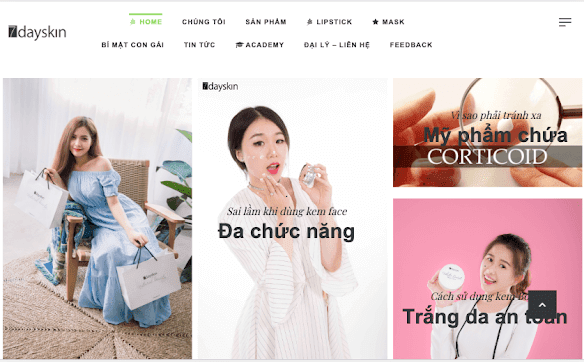 7dayskin
HOME
CHÚNG TÔI
SẢN PHẨM
LIPSTICK
MASK
BÍ MẬT CON GÁI
TIN TỨC
ACADEMY
ĐẠI LÝ – LIÊN HỆ
FEEDBACK
7dayskin
Sai lầm khi dùng kem face
Đa chức năng
Vì sao phải tránh xa
Mỹ phẩm chứa
CORTICOID
Cách sử dụng kem
Trắng da an toàn